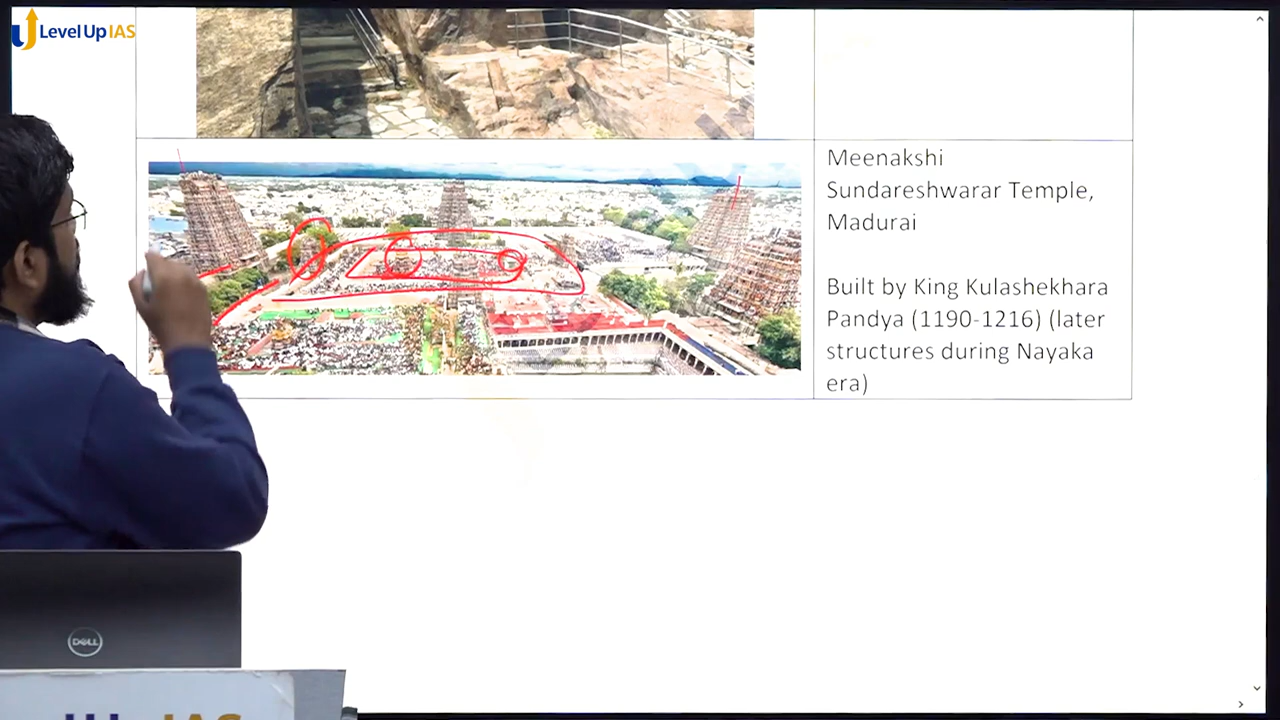 Level Up IAS
Meenakshi
Sundareshwarar Temple,
Madurai
Built by King Kulashekhara
Pandya (1190-1216) (later
structures during Nayaka
era)
DELL